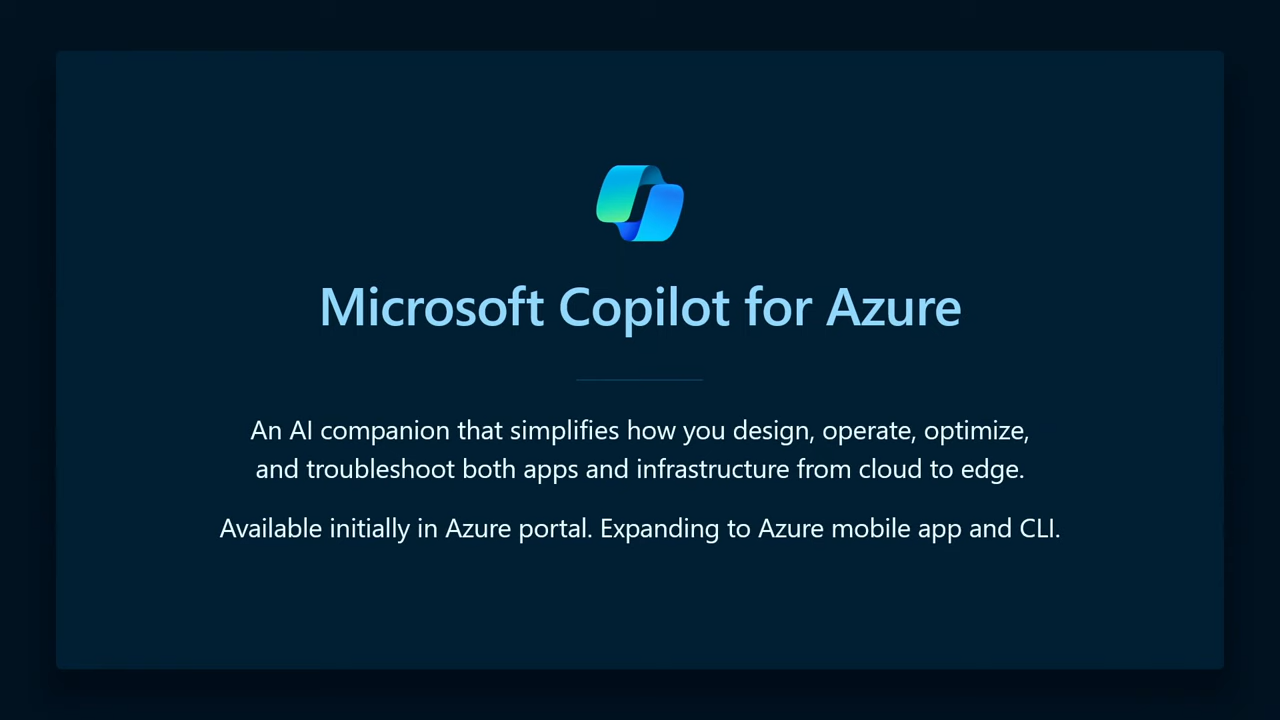 Microsoft Copilot for Azure
An AI companion that simplifies how you design, operate, optimize,
and troubleshoot both apps and infrastructure from cloud to edge.
Available initially in Azure portal. Expanding to Azure mobile app and CLI.